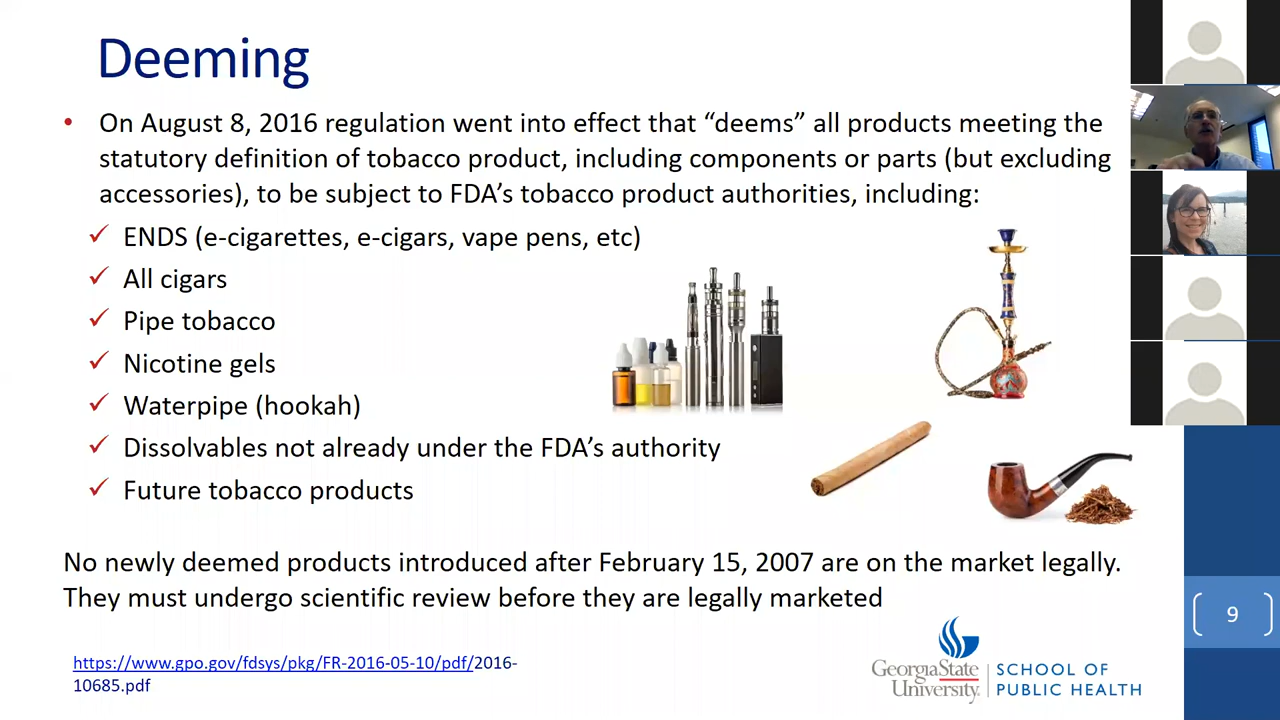 Deeming
• On August 8, 2016 regulation went into effect that “deems” all products meeting the
statutory definition of tobacco product, including components or parts (but excluding
accessories), to be subject to FDA’s tobacco product authorities, including:
✓ ENDS (e-cigarettes, e-cigars, vape pens, etc)
✓ All cigars
✓ Pipe tobacco
✓ Nicotine gels
✓ Waterpipe (hookah)
✓ Dissolvables not already under the FDA’s authority
✓ Future tobacco products
No newly deemed products introduced after February 15, 2007 are on the market legally.
They must undergo scientific review before they are legally marketed
9
https://www.gpo.gov/fdsys/pkg/FR-2016-05-10/pdf/2016-
10685.pdf
GeorgiaState
University.
SCHOOL OF
PUBLIC HEALTH